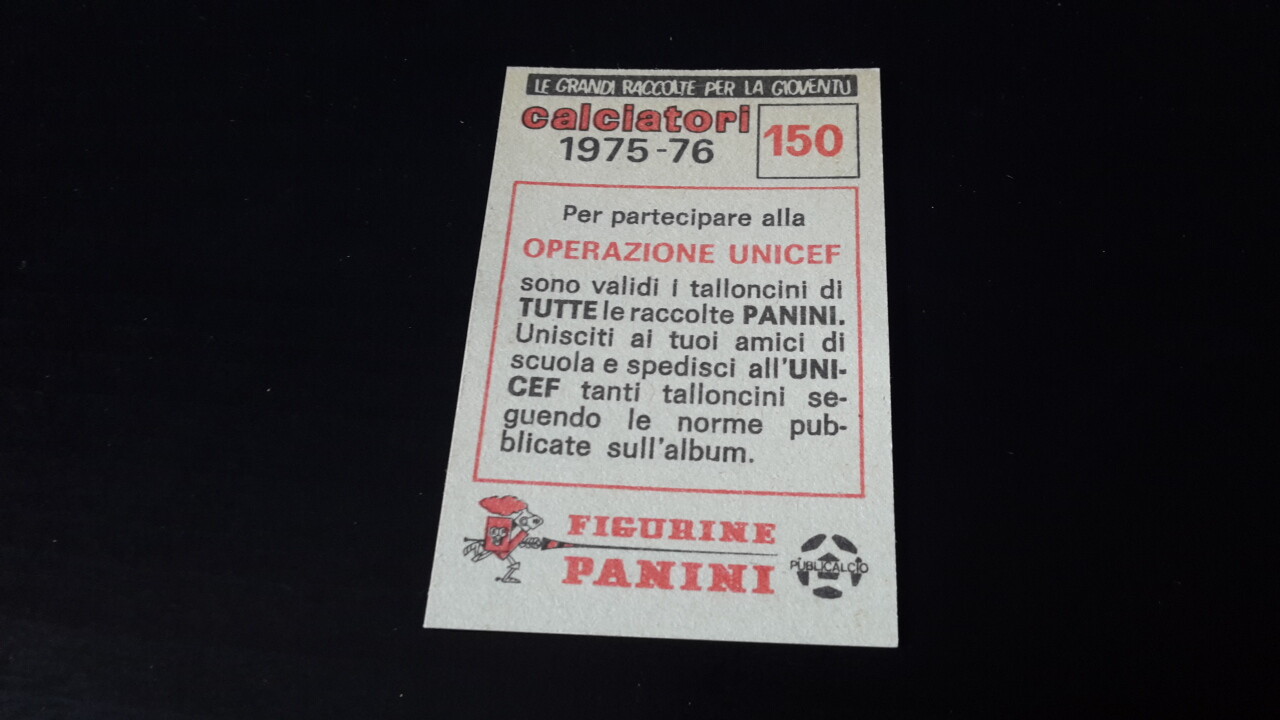 LE GRANDI RACCOLTE PER LA GIOVENTÙ
calciatori
1975-76
150
Per partecipare alla
OPERAZIONE UNICEF
sono validi i talloncini di
TUTTE le raccolte PANINI.
Unisciti ai tuoi amici di
scuola e spedisci all'UNI-
CEF tanti talloncini se-
guendo le norme pub-
blicate sull'album.
FIGURINE
PANINI
PUBLICALCIO